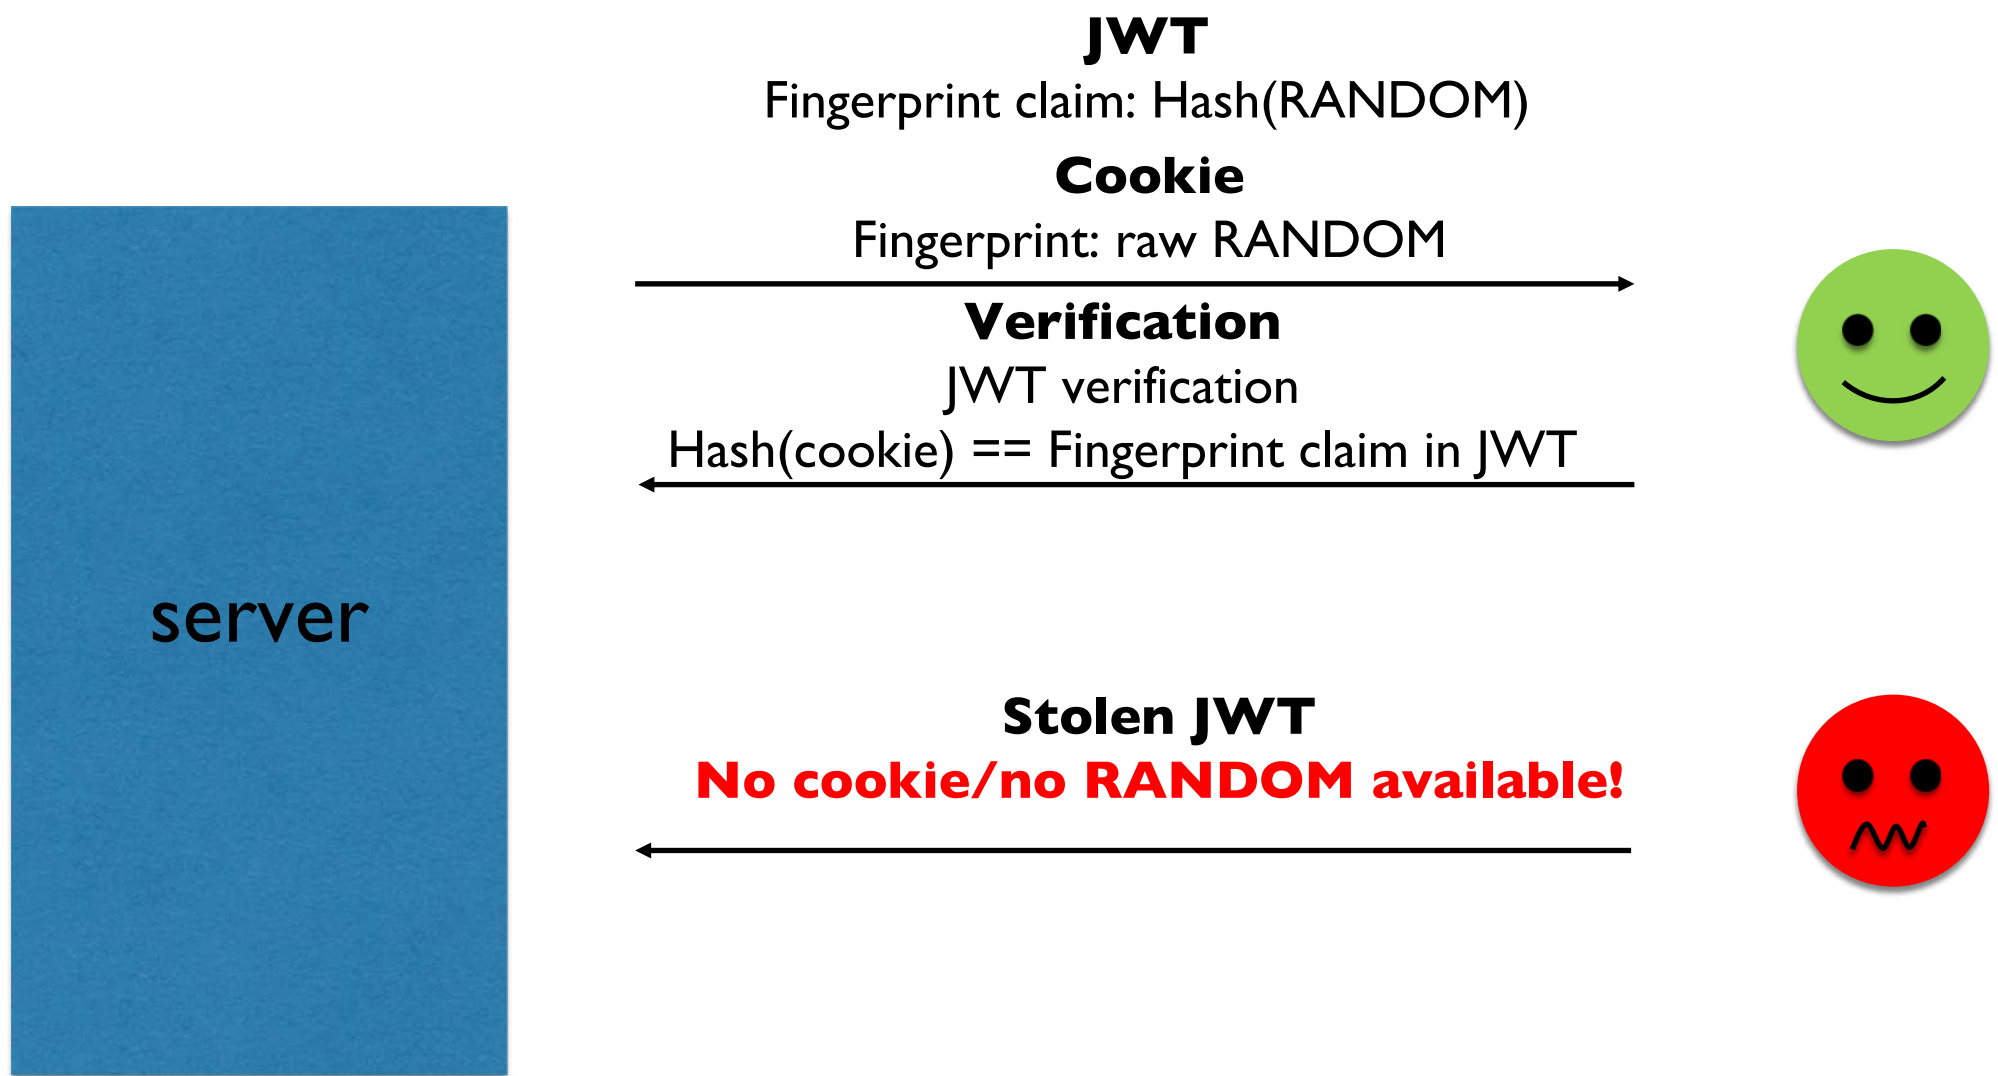 JWT
Fingerprint claim: Hash(RANDOM)
Cookie
Fingerprint: raw RANDOM
Verification
JWT verification
Hash(cookie) == Fingerprint claim in JWT
server
Stolen JWT
No cookie/no RANDOM available!